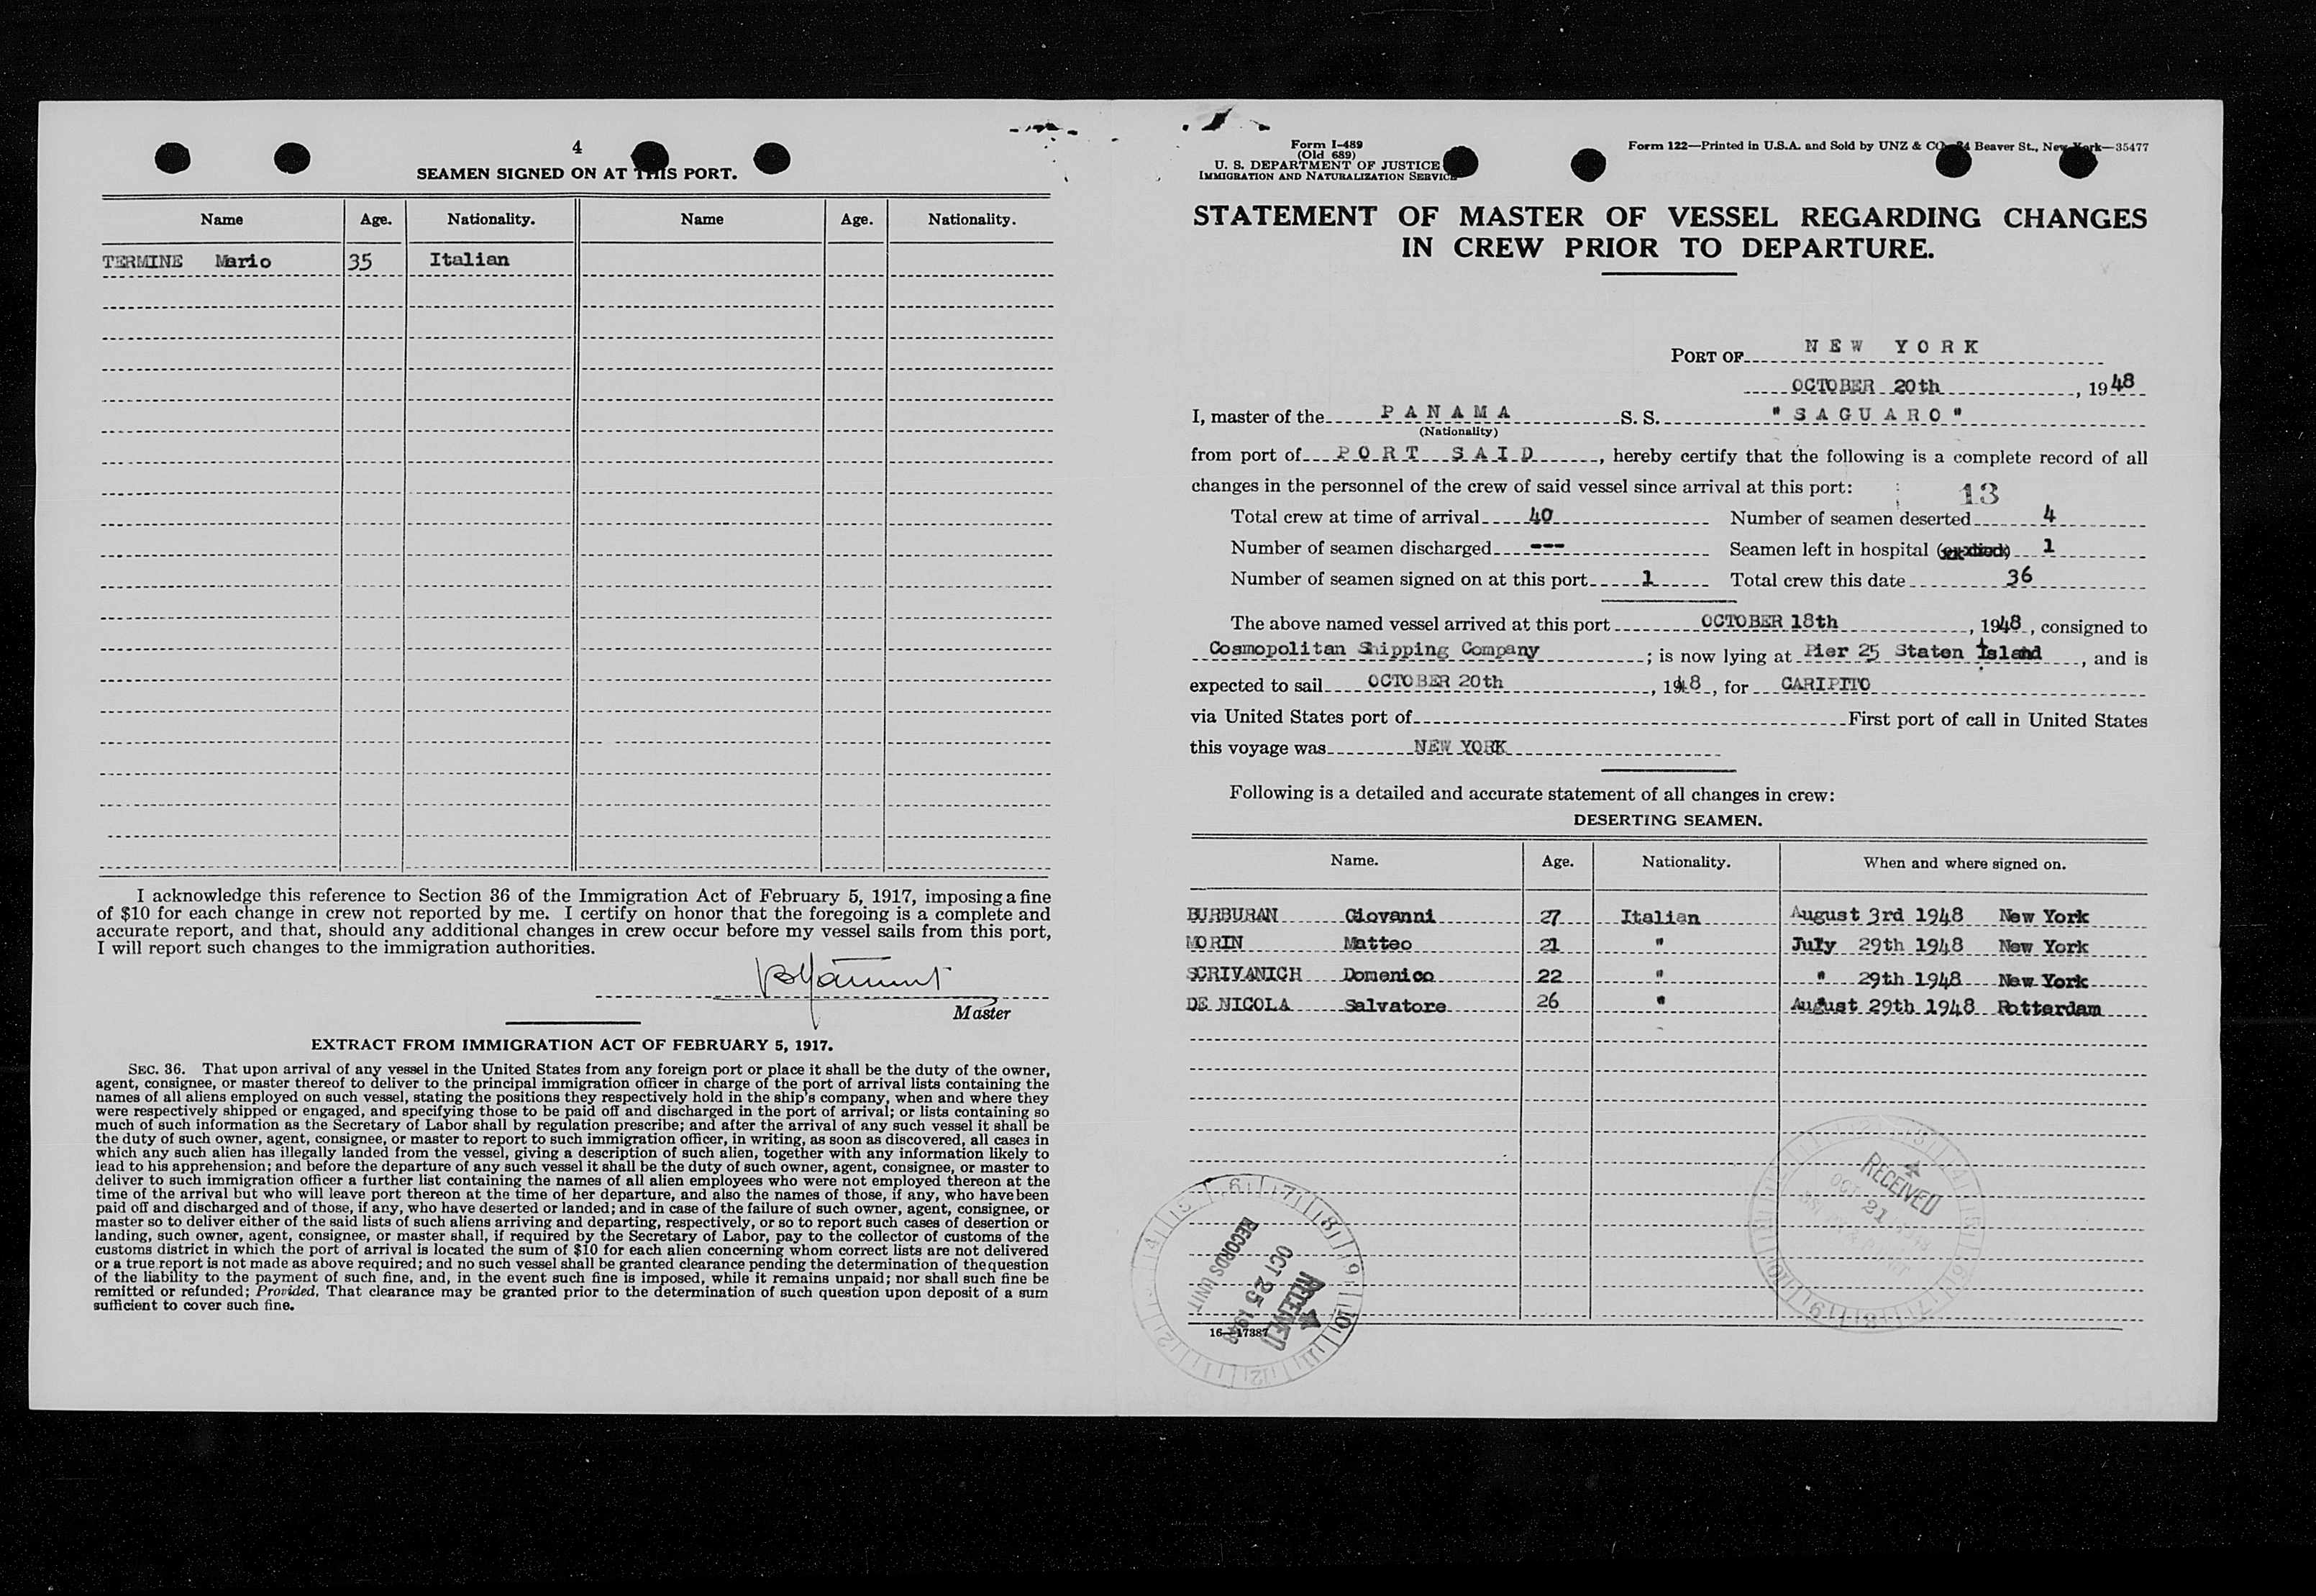 4
SEAMEN SIGNED ON AT THIS PORT.
Name Age. Nationality. Name Age. Nationality.
TERMINE Mario 35 Italian
I acknowledge this reference to Section 36 of the Immigration Act of February 5, 1917, imposing a fine
of $10 for each change in crew not reported by me. I certify on honor that the foregoing is a complete and
accurate report, and that, should any additional changes in crew occur before my vessel sails from this port,
I will report such changes to the immigration authorities.
Master
EXTRACT FROM IMMIGRATION ACT OF FEBRUARY 5, 1917.
SEC. 36. That upon arrival of any vessel in the United States from any foreign port or place it shall be the duty of the owner,
agent, consignee, or master thereof to deliver to the principal immigration officer in charge of the port of arrival lists containing the
names of all aliens employed on such vessel, stating the positions they respectively hold in the ship's company, when and where they
were respectively shipped or engaged, and specifying those to be paid off and discharged in the port of arrival; or lists containing so
much of such information as the Secretary of Labor shall by regulation prescribe; and after the arrival of any such vessel it shall be
the duty of such owner, agent, consignee, or master to report to such immigration officer, in writing, as soon as discovered, all cases in
which any such alien has illegally landed from the vessel, giving a description of such alien, together with any information likely to
lead to his apprehension; and before the departure of any such vessel it shall be the duty of such owner, agent, consignee, or master to
deliver to such immigration officer a further list containing the names of all alien employees who were not employed thereon at the
time of the arrival but who will leave port thereon at the time of her departure, and also the names of those, if any, who have been
paid off and discharged and of those, if any, who have deserted or landed; and in case of the failure of such owner, agent, consignee, or
master so to deliver either of the said lists of such aliens arriving and departing, respectively, or so to report such cases of desertion or
landing, such owner, agent, consignee, or master shall, if required by the Secretary of Labor, pay to the collector of customs of the
customs district in which the port of arrival is located the sum of $10 for each alien concerning whom correct lists are not delivered
or a true report is not made as above required; and no such vessel shall be granted clearance pending the determination of the question
of the liability to the payment of such fine, and, in the event such fine is imposed, while it remains unpaid; nor shall such fine be
remitted or refunded; Provided, That clearance may be granted prior to the determination of such question upon deposit of a sum
sufficient to cover such fine.
Form I-489
(Old 689)
U. S. DEPARTMENT OF JUSTICE
IMMIGRATION AND NATURALIZATION SERVICE
Form 122—Printed in U.S.A. and Sold by UNZ & CO., 24 Beaver St., New York—35477
STATEMENT OF MASTER OF VESSEL REGARDING CHANGES
IN CREW PRIOR TO DEPARTURE.
PORT OF NEW YORK
OCTOBER 20th, 1948
I, master of the PANAMA S. S. "SAGUARO"
(Nationality)
from port of PORT SAID, hereby certify that the following is a complete record of all
changes in the personnel of the crew of said vessel since arrival at this port: 13
Total crew at time of arrival 40 Number of seamen deserted 4
Number of seamen discharged --- Seamen left in hospital (or died) 1
Number of seamen signed on at this port 1 Total crew this date 36
The above named vessel arrived at this port OCTOBER 18th, 1948, consigned to
Cosmopolitan Shipping Company; is now lying at Pier 25 Staten Island, and is
expected to sail OCTOBER 20th, 1948, for CARIPITO
via United States port of First port of call in United States
this voyage was NEW YORK
Following is a detailed and accurate statement of all changes in crew:
DESERTING SEAMEN.
Name. Age. Nationality. When and where signed on.
BURBURAN Giovanni 27 Italian August 3rd 1948 New York
MORIN Matteo 21 " July 29th 1948 New York
SCRIVANICH Domenico 22 " " 29th 1948 New York
DE NICOLA Salvatore 26 " August 29th 1948 Rotterdam
RECEIVED
OCT 21 1948
RECORDS UNIT
OCT 25 1948
RECEIVED
16—17387